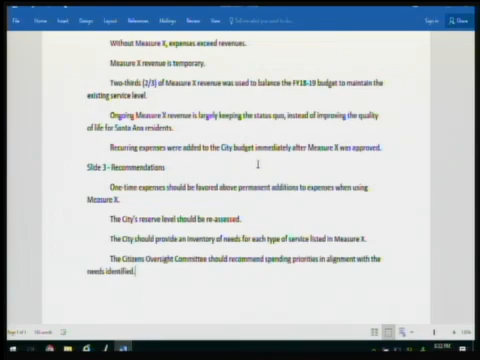 File Home Insert Design Layout References Mailings Review View Sign in Share
Without Measure X, expenses exceed revenues.
Measure X revenue is temporary.
Two-thirds (2/3) of Measure X revenue was used to balance the FY18-19 budget to maintain the
existing service level.
Ongoing Measure X revenue is largely keeping the status quo, instead of improving the quality
of life for Santa Ana residents.
Recurring expenses were added to the City budget immediately after Measure X was approved.
Slide 3 – Recommendations
One-time expenses should be favored above permanent additions to expenses when using
Measure X.
The City's reserve level should be re-assessed.
The City should provide an inventory of needs for each type of service listed in Measure X.
The Citizens Oversight Committee should recommend spending priorities in alignment with the
needs identified.